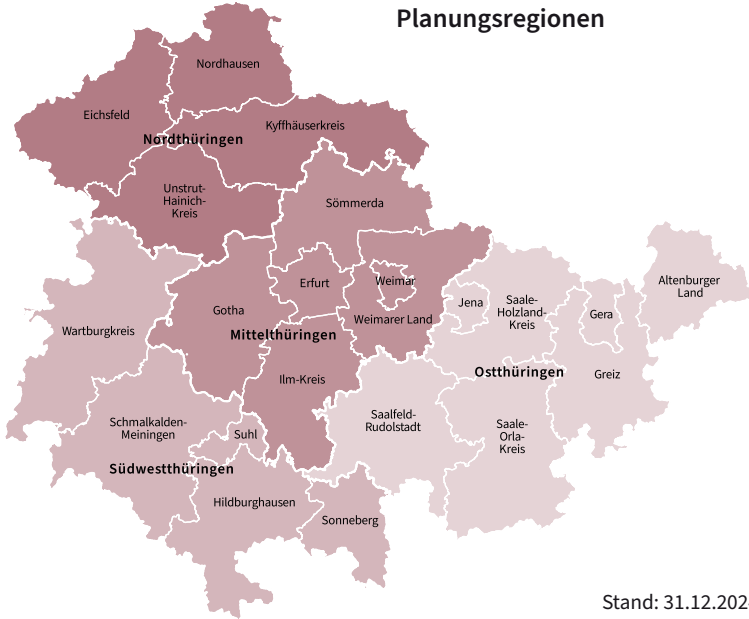 Planungsregionen
Nordhausen
Eichsfeld
Kyffhäuserkreis
Nordthüringen
Unstrut-
Hainich-
Kreis
Sömmerda
Erfurt
Weimar
Gotha
Weimarer Land
Mittelthüringen
Ilm-Kreis
Wartburgkreis
Jena
Saale-
Holzland-
Kreis
Gera
Altenburger
Land
Ostthüringen
Greiz
Saalfeld-
Rudolstadt
Saale-
Orla-
Kreis
Schmalkalden-
Meiningen
Suhl
Südwestthüringen
Hildburghausen
Sonneberg
Stand: 31.12.202